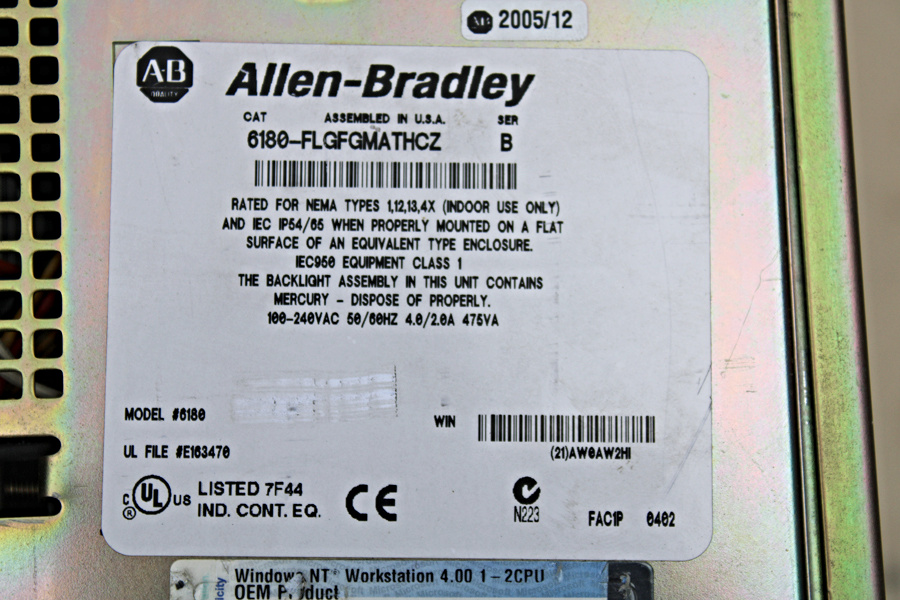 AB 2005/12
A-B
QUALITY
Allen-Bradley
CAT ASSEMBLED IN U.S.A. SER
6180-FLGFGMATHCZ B
RATED FOR NEMA TYPES 1,12,13,4X (INDOOR USE ONLY)
AND IEC IP54/65 WHEN PROPERLY MOUNTED ON A FLAT
SURFACE OF AN EQUIVALENT TYPE ENCLOSURE.
IEC950 EQUIPMENT CLASS 1
THE BACKLIGHT ASSEMBLY IN THIS UNIT CONTAINS
MERCURY - DISPOSE OF PROPERLY.
100-240VAC 50/60HZ 4.0/2.0A 475VA
MODEL #6180
WIN
UL FILE #E163470
(21)AW0AW2HI
C UL US ®
LISTED 7F44
IND. CONT. EQ.
CE
N223
FAC1P 0402
Windows NT Workstation 4.00 1-2CPU
OEM Product